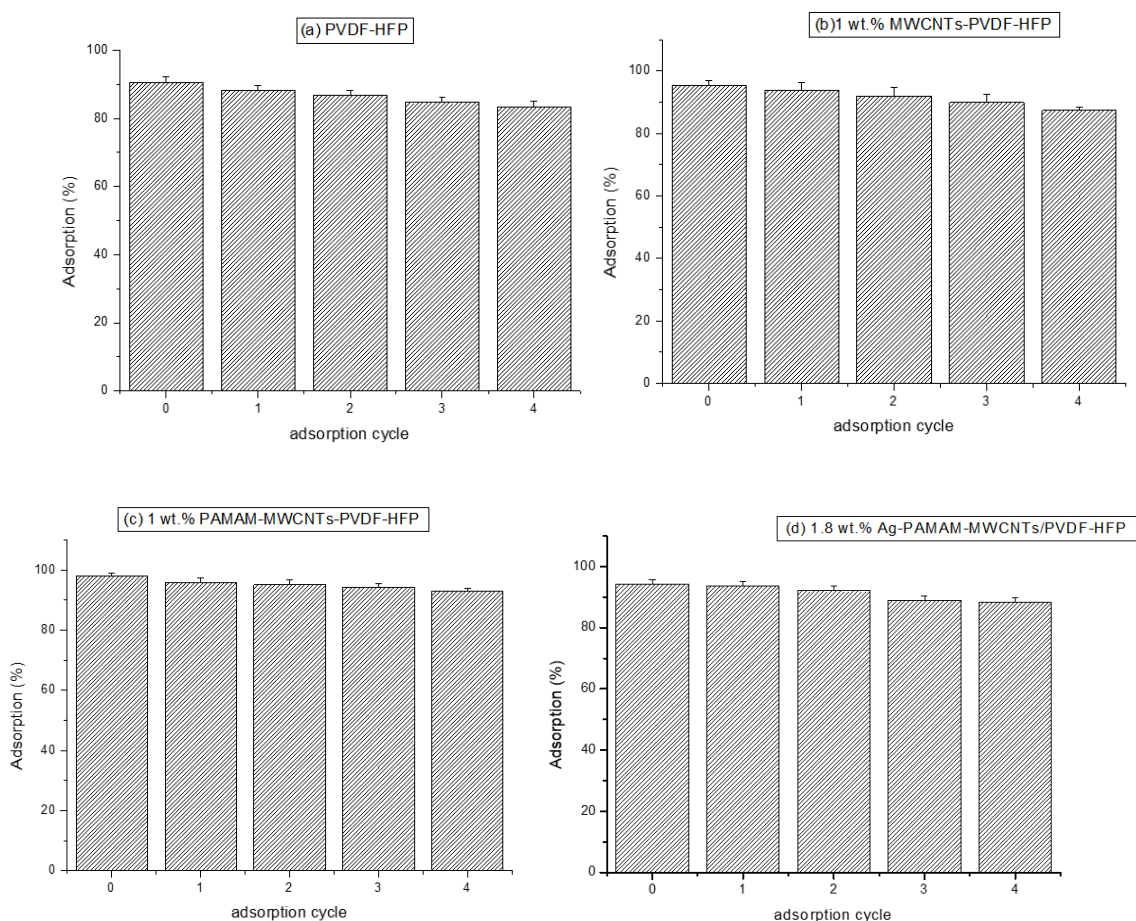 (a) PVDF-HFP
100
80
60
40
20
0
Adsorption (%)
0 1 2 3 4
adsorption cycle
(b)1 wt.% MWCNTs-PVDF-HFP
100
80
60
40
20
0
Adsorption (%)
0 1 2 3 4
adsorption cycle
(c) 1 wt.% PAMAM-MWCNTs-PVDF-HFP
100
80
60
40
20
0
Adsorption (%)
0 1 2 3 4
adsorption cycle
(d) 1.8 wt.% Ag-PAMAM-MWCNTs/PVDF-HFP
100
80
60
40
20
0
Adsorption (%)
0 1 2 3 4
adsorption cycle